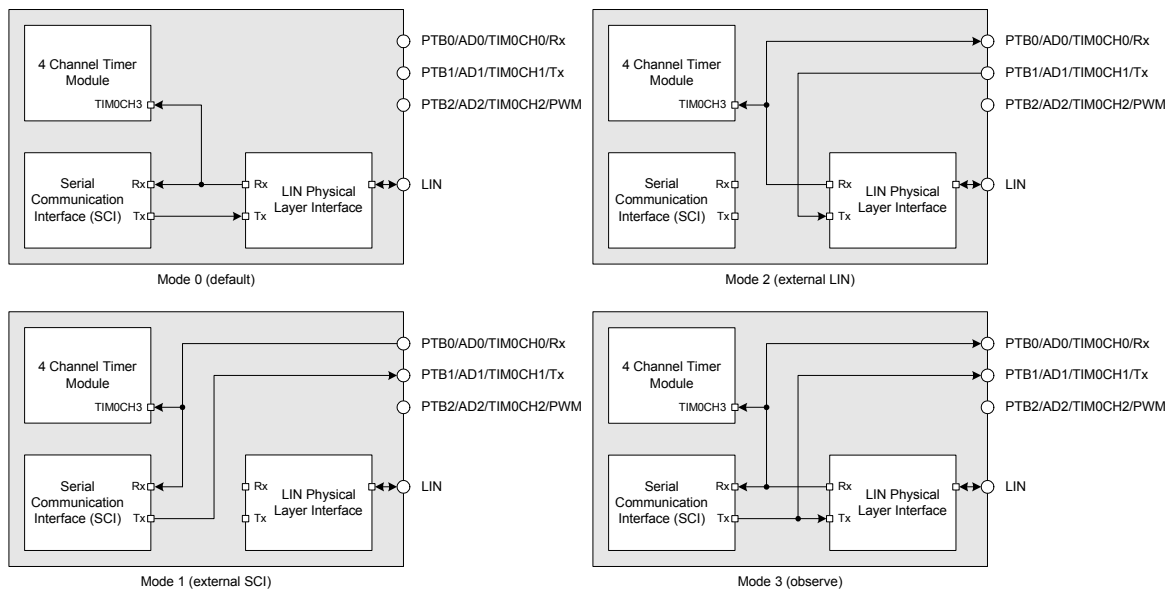 4 Channel Timer
Module
TIM0CH3
Serial
Communication
Interface (SCI)
Rx
Tx
Rx
Tx
LIN Physical
Layer Interface
PTB0/AD0/TIM0CH0/Rx
PTB1/AD1/TIM0CH1/Tx
PTB2/AD2/TIM0CH2/PWM
LIN
Mode 0 (default)
4 Channel Timer
Module
TIM0CH3
Serial
Communication
Interface (SCI)
Rx
Tx
Rx
Tx
LIN Physical
Layer Interface
PTB0/AD0/TIM0CH0/Rx
PTB1/AD1/TIM0CH1/Tx
PTB2/AD2/TIM0CH2/PWM
LIN
Mode 2 (external LIN)
4 Channel Timer
Module
TIM0CH3
Serial
Communication
Interface (SCI)
Rx
Tx
Rx
Tx
LIN Physical
Layer Interface
PTB0/AD0/TIM0CH0/Rx
PTB1/AD1/TIM0CH1/Tx
PTB2/AD2/TIM0CH2/PWM
LIN
Mode 1 (external SCI)
4 Channel Timer
Module
TIM0CH3
Serial
Communication
Interface (SCI)
Rx
Tx
Rx
Tx
LIN Physical
Layer Interface
PTB0/AD0/TIM0CH0/Rx
PTB1/AD1/TIM0CH1/Tx
PTB2/AD2/TIM0CH2/PWM
LIN
Mode 3 (observe)